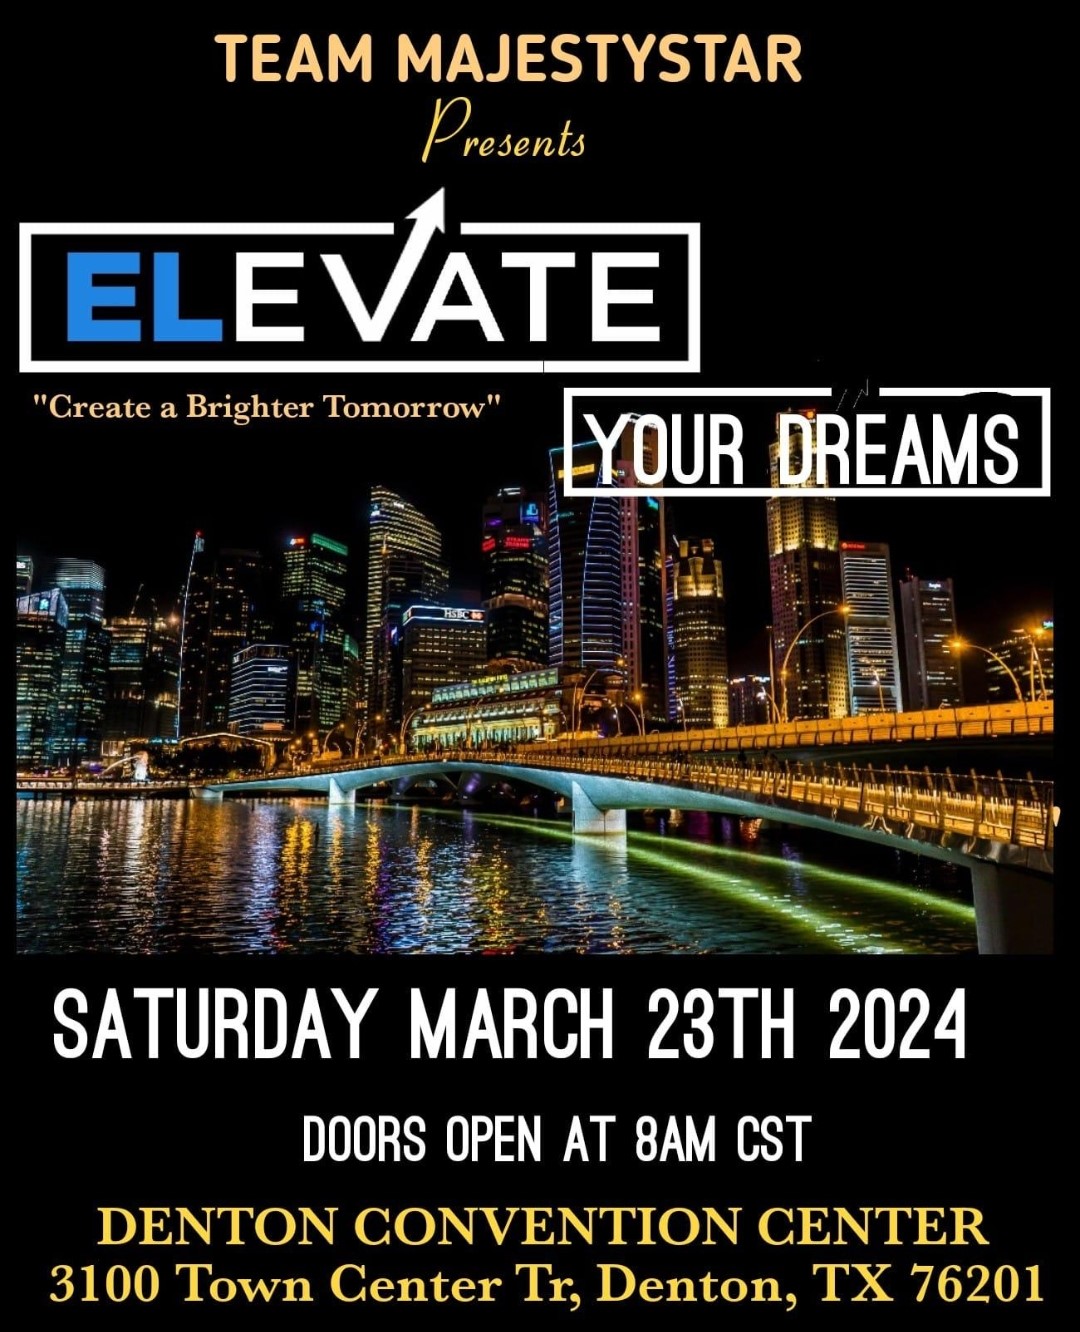 TEAM MAJESTYSTAR
Presents
ELEVATE
"Create a Brighter Tomorrow"
YOUR DREAMS
HSBC
SATURDAY MARCH 23TH 2024
DOORS OPEN AT 8AM CST
DENTON CONVENTION CENTER
3100 Town Center Tr, Denton, TX 76201